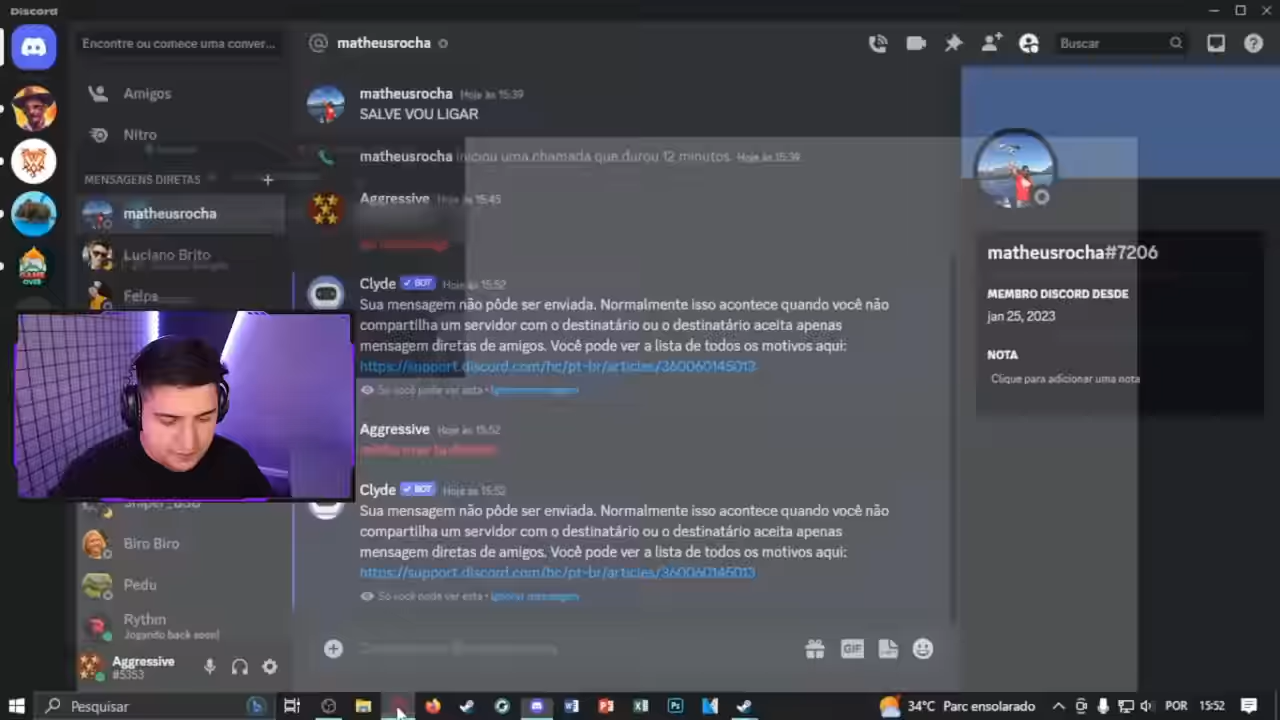 Discord
Encontre ou comece uma conver...
matheusrocha
Buscar
Amigos
Nitro
MENSAGENS DIRETAS
matheusrocha
Luciano Brito
Felps
Biro Biro
Pedu
Rythm
Jogando back soon!
Aggressive
#5353
matheusrocha Hoje às 15:39
SALVE VOU LIGAR
matheusrocha iniciou uma chamada que durou 12 minutos. Hoje às 15:39
Aggressive Hoje às 15:45
Clyde BOT Hoje às 15:52
Sua mensagem não pôde ser enviada. Normalmente isso acontece quando você não
compartilha um servidor com o destinatário ou o destinatário aceita apenas
mensagem diretas de amigos. Você pode ver a lista de todos os motivos aqui:
https://support.discord.com/hc/pt-br/articles/360060145013
Só você pode ver esta • Ignorar mensagem
Aggressive Hoje às 15:52
Clyde BOT Hoje às 15:52
Sua mensagem não pôde ser enviada. Normalmente isso acontece quando você não
compartilha um servidor com o destinatário ou o destinatário aceita apenas
mensagem diretas de amigos. Você pode ver a lista de todos os motivos aqui:
https://support.discord.com/hc/pt-br/articles/360060145013
Só você pode ver esta • Ignorar mensagem
GIF
matheusrocha#7206
MEMBRO DISCORD DESDE
jan 25, 2023
NOTA
Clique para adicionar uma nota
Pesquisar
34°C Parc ensolarado
POR
15:52